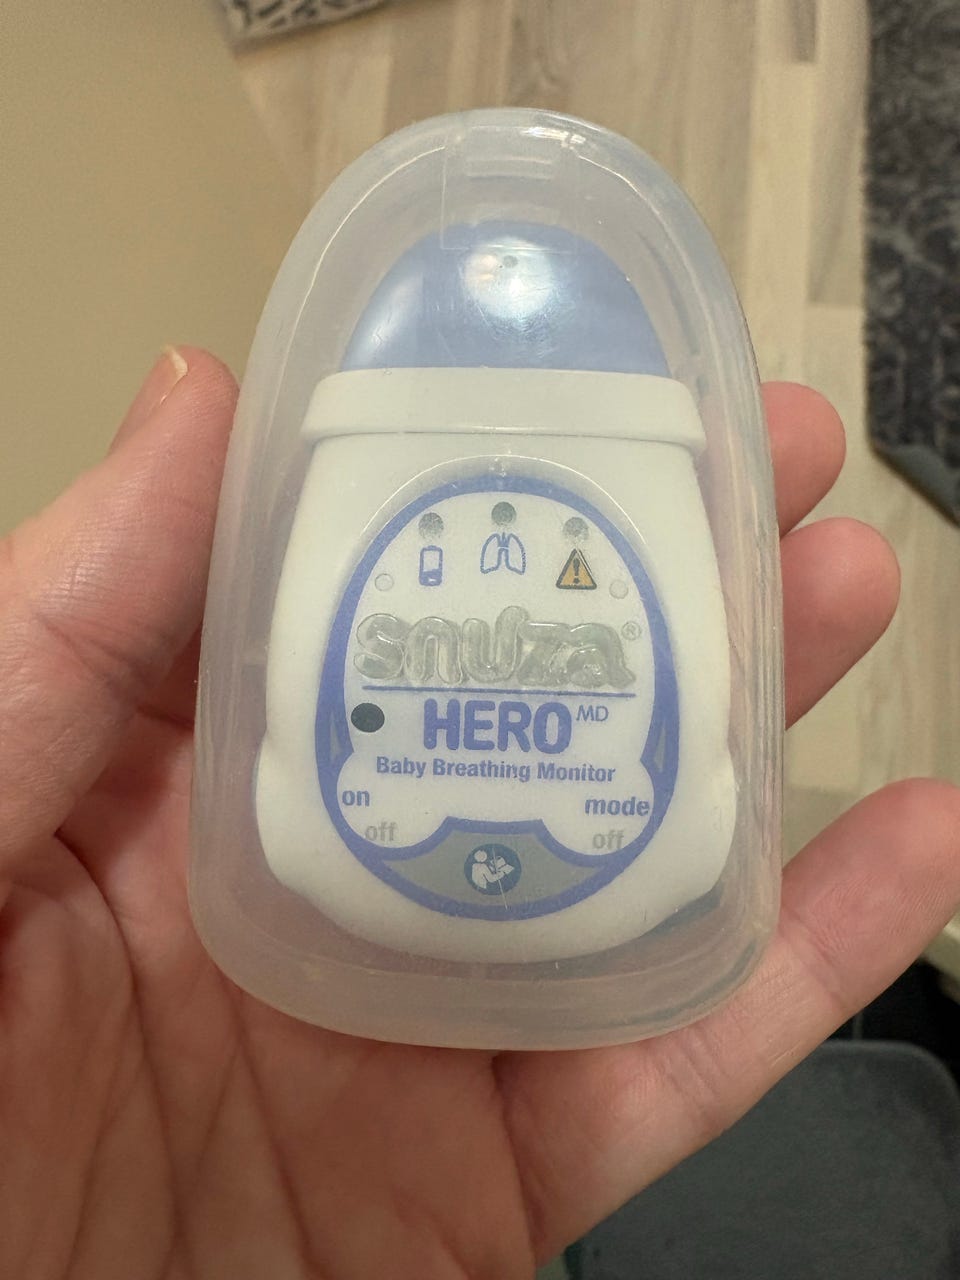 snuza®
HERO MD
Baby Breathing Monitor
on mode
off off